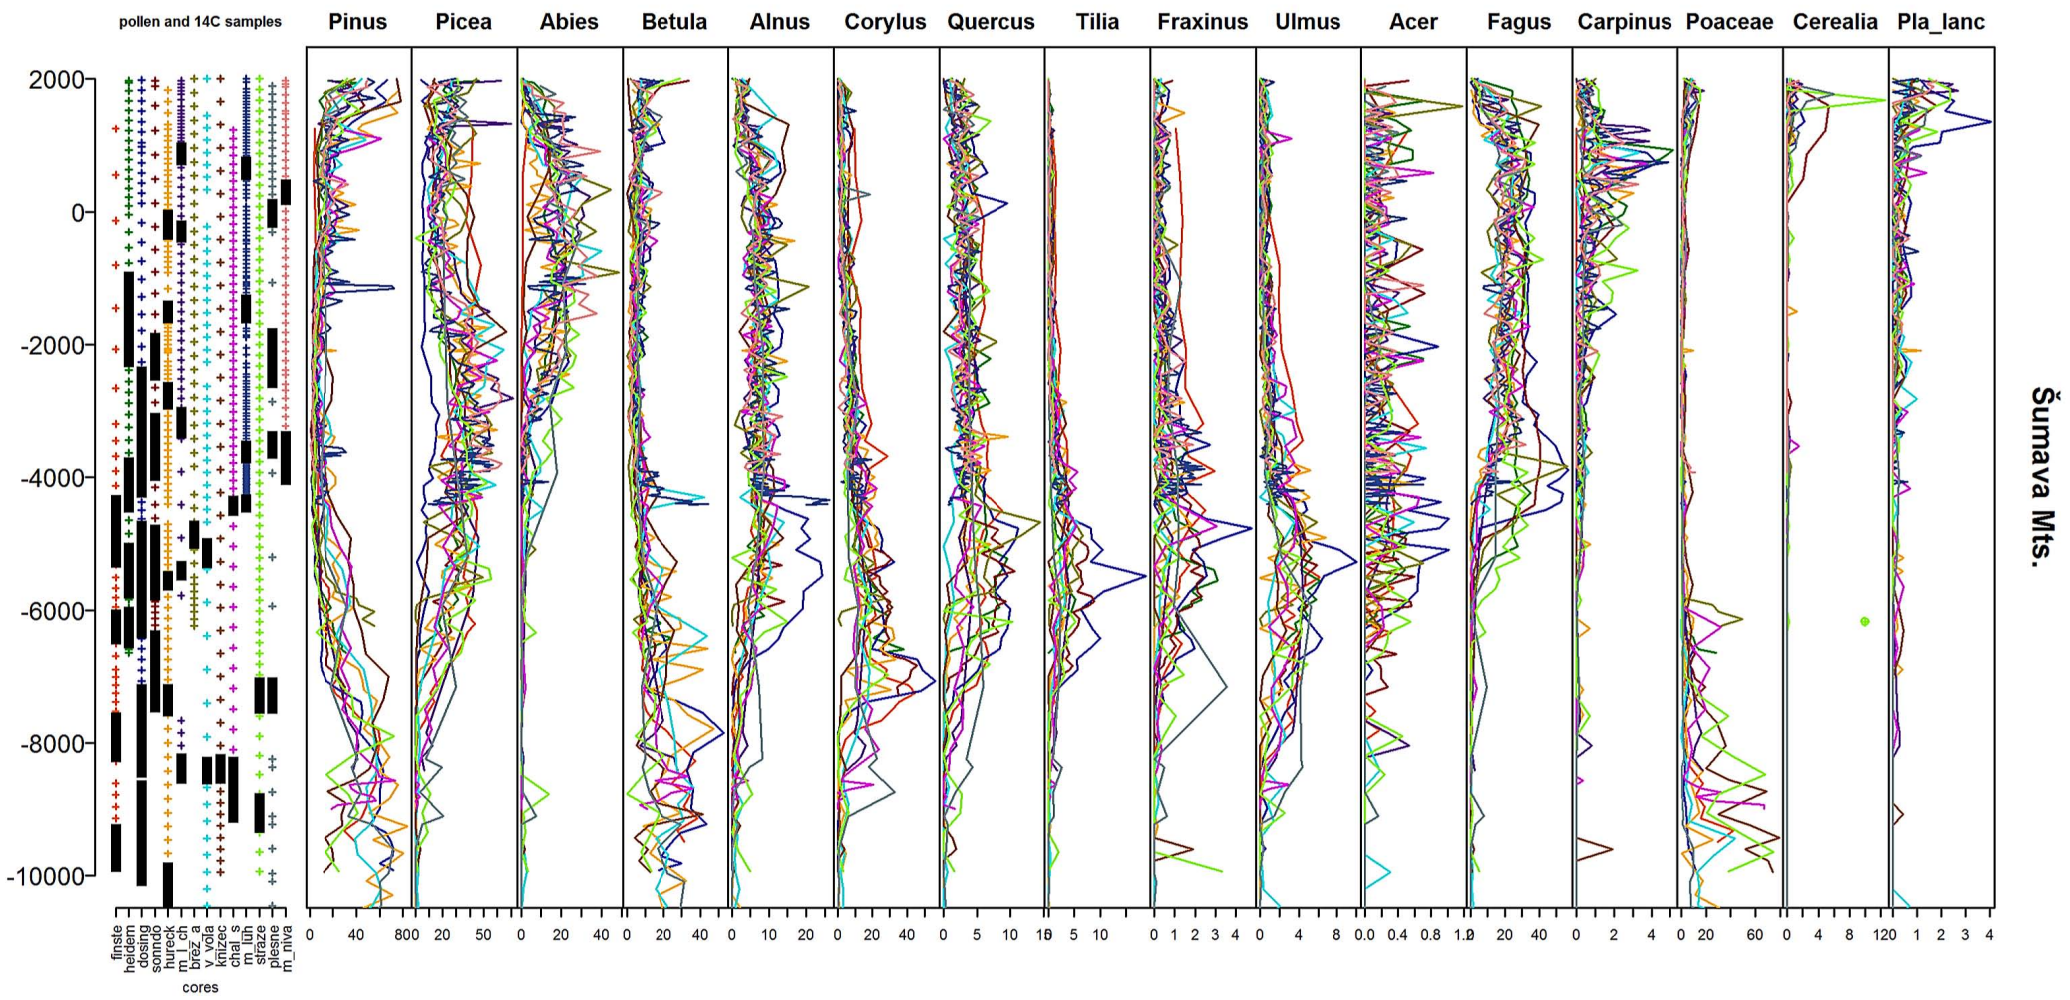 pollen and 14C samples Pinus Picea Abies Betula Alnus Corylus Quercus Tilia Fraxinus Ulmus Acer Fagus Carpinus Poaceae Cerealia Pla_lanc
2000
0
-2000
-4000
-6000
-8000
-10000
Šumava Mts.
0 40 800 20 50 0 20 40 0 20 40 0 10 20 0 20 40 0 5 10 15 0 5 10 0 1 2 3 4 0 4 8 0.0 0.4 0.8 1.2 0 20 40 0 2 4 0 20 60 0 4 8 120 1 2 3 4
finste
heidem
dosing
sonndo
hureck
m_l_ch
brez_a
v_vola
knizec
chal_s
m_luh
straze
plesne
m_niva
cores